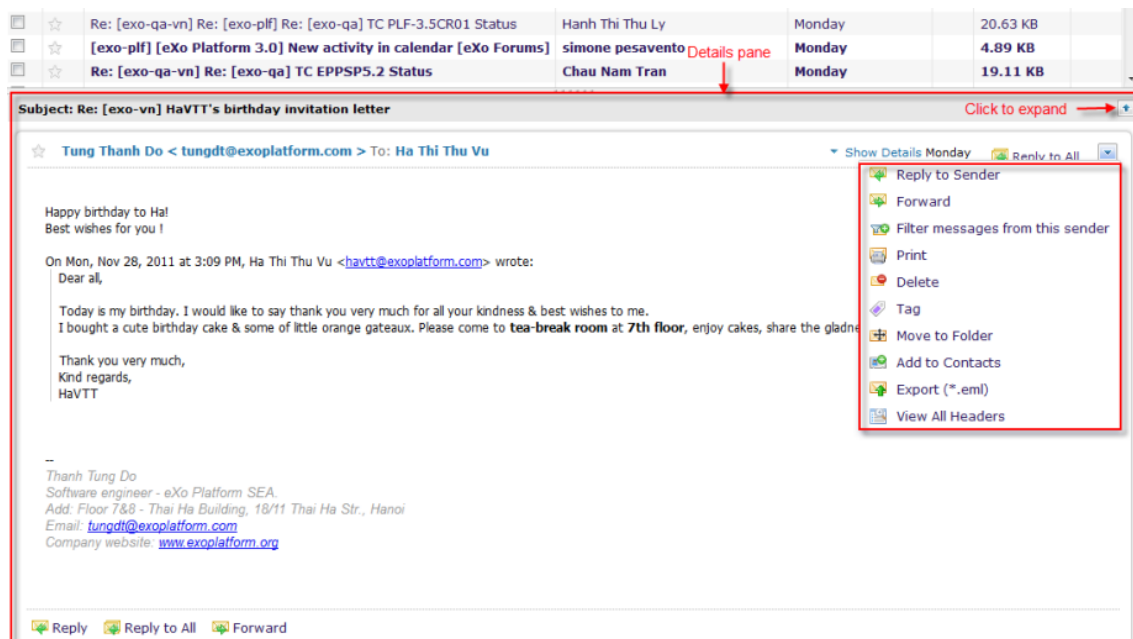 Re: [exo-qa-vn] Re: [exo-plf] Re: [exo-qa] TC PLF-3.5CR01 Status Hanh Thi Thu Ly Monday 20.63 KB
[exo-plf] [eXo Platform 3.0] New activity in calendar [eXo Forums] simone pesavento Monday 4.89 KB
Details pane
Re: [exo-qa-vn] Re: [exo-qa] TC EPPSP5.2 Status Chau Nam Tran Monday 19.11 KB
Subject: Re: [exo-vn] HaVTT's birthday invitation letter Click to expand
Tung Thanh Do < tungdt@exoplatform.com > To: Ha Thi Thu Vu Show Details Monday Reply to All
Reply to Sender
Forward
Filter messages from this sender
Print
Delete
Tag
Move to Folder
Add to Contacts
Export (*.eml)
View All Headers
Happy birthday to Ha!
Best wishes for you !
On Mon, Nov 28, 2011 at 3:09 PM, Ha Thi Thu Vu <havtt@exoplatform.com> wrote:
Dear all,
Today is my birthday. I would like to say thank you very much for all your kindness & best wishes to me.
I bought a cute birthday cake & some of little orange gateaux. Please come to tea-break room at 7th floor, enjoy cakes, share the
Thank you very much,
Kind regards,
HaVTT
--
Thanh Tung Do
Software engineer - eXo Platform SEA.
Add: Floor 7&8 - Thai Ha Building, 18/11 Thai Ha Str., Hanoi
Email: tungdt@exoplatform.com
Company website: www.exoplatform.org
Reply Reply to All Forward